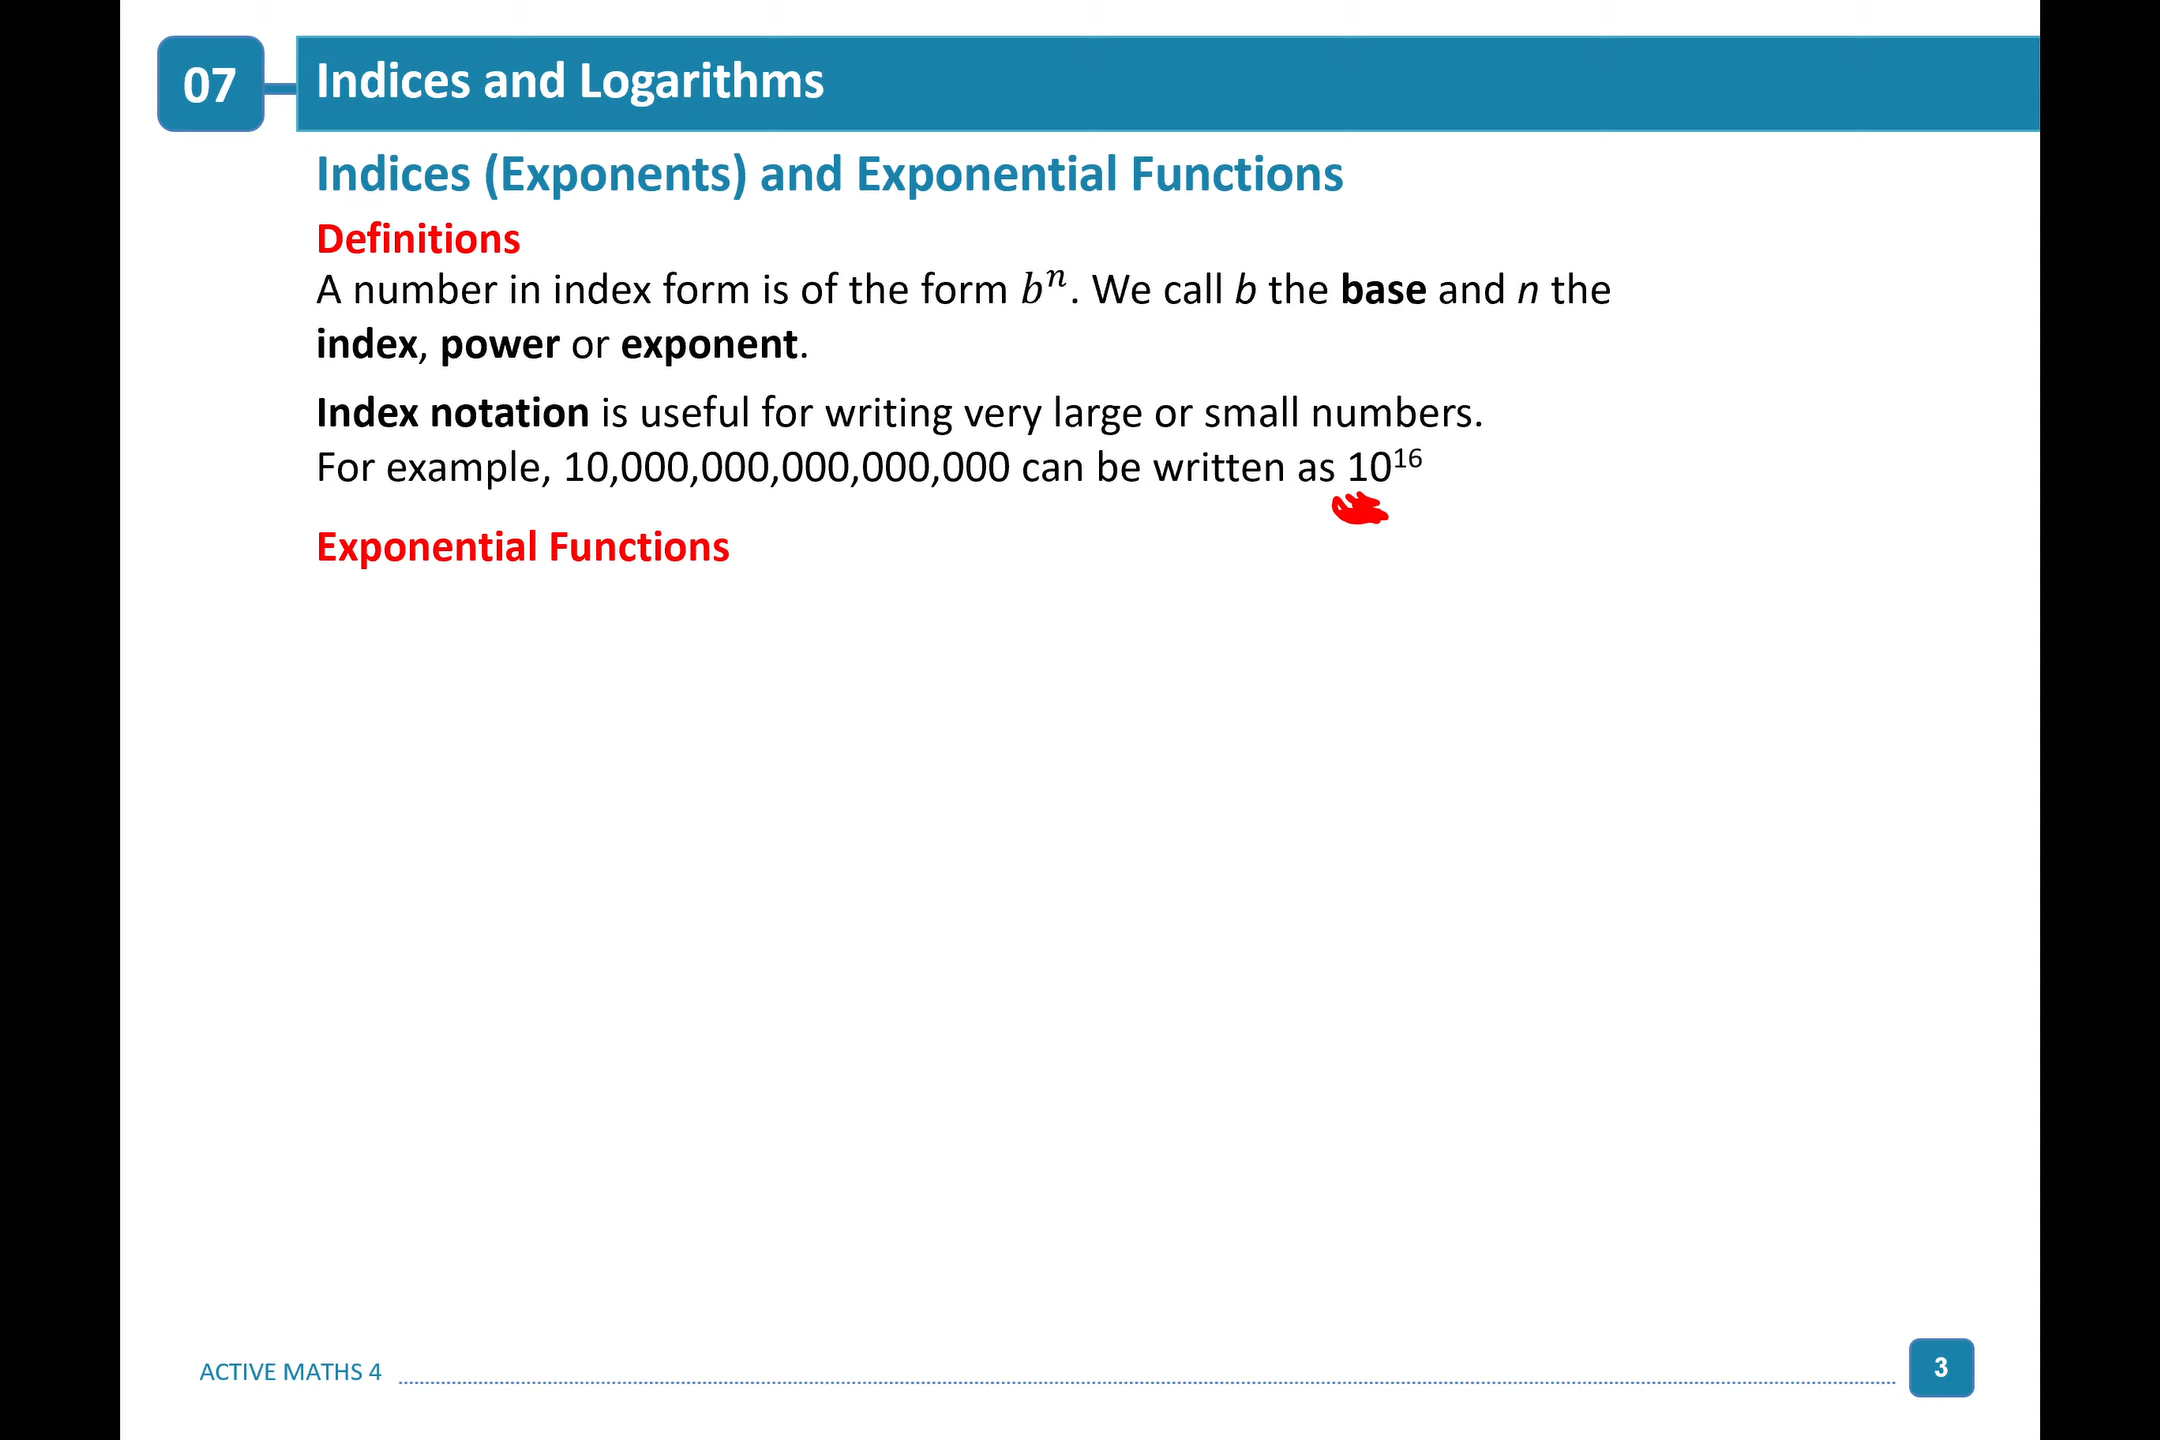 07
Indices and Logarithms
Indices (Exponents) and Exponential Functions
Definitions
A number in index form is of the form bⁿ. We call b the base and n the
index, power or exponent.
Index notation is useful for writing very large or small numbers.
For example, 10,000,000,000,000,000 can be written as 10¹⁶
Exponential Functions
ACTIVE MATHS 4
3